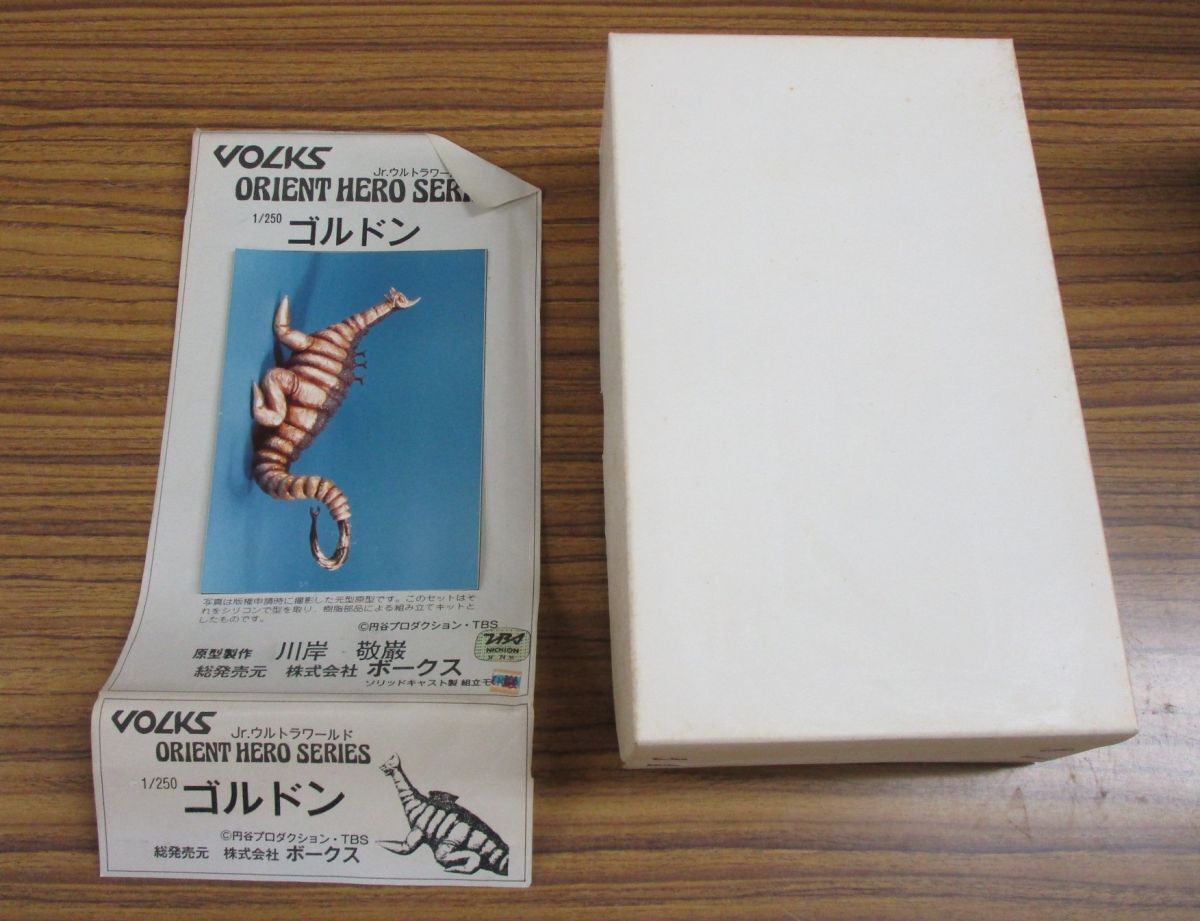 VOLKS
Jr.ウルトラワー
ORIENT HERO SERI
1/250 ゴルドン
写真は版権申請時に撮影した元型原型です。このセットはそ
れをシリコンで型を取り、樹脂部品による組み立てキットと
したものです。
©円谷プロダクション・TBS
原型製作 川岸 敬厳
総発売元 株式会社 ボークス
ソリッドキャスト製 組立モ
NICHION
VOLKS
Jr.ウルトラワールド
ORIENT HERO SERIES
1/250 ゴルドン
©円谷プロダクション・TBS
総発売元 株式会社 ボークス